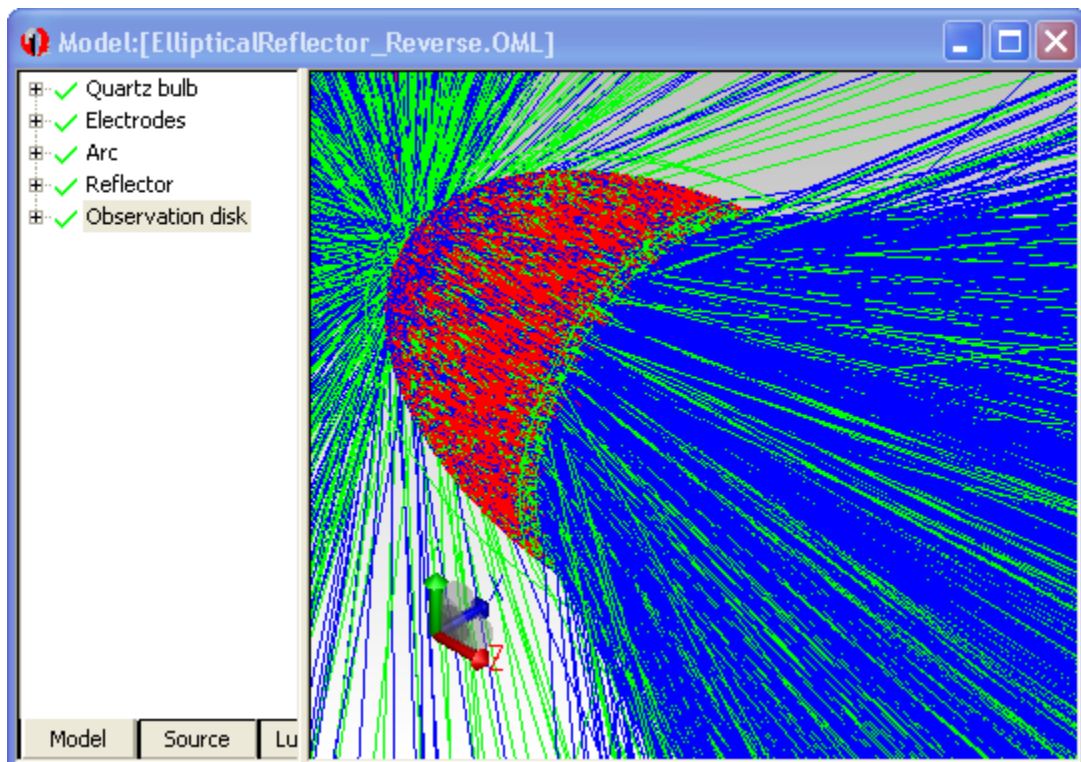 Model:[EllipticalReflector_Reverse.OML]
Quartz bulb
Electrodes
Arc
Reflector
Observation disk
Z
Model Source Lu